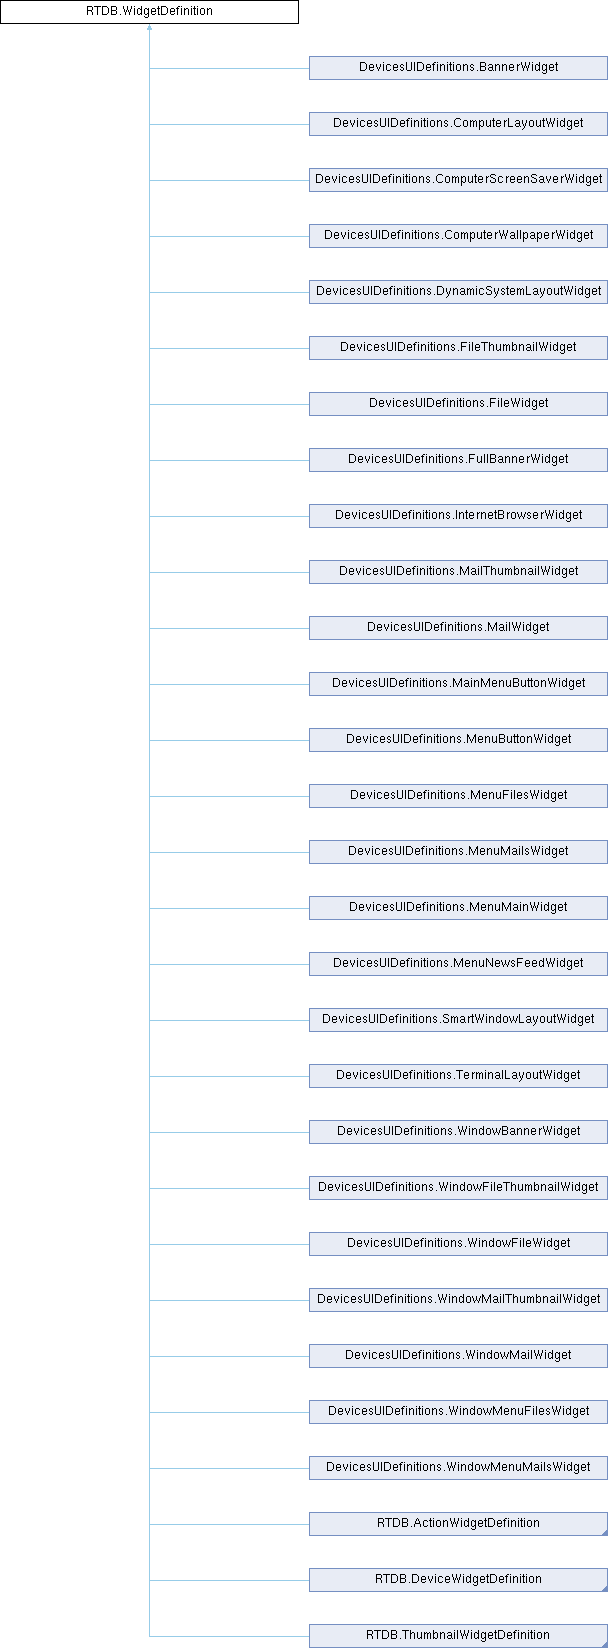 RTDB.WidgetDefinition
DevicesUIDefinitions.BannerWidget
DevicesUIDefinitions.ComputerLayoutWidget
DevicesUIDefinitions.ComputerScreenSaverWidget
DevicesUIDefinitions.ComputerWallpaperWidget
DevicesUIDefinitions.DynamicSystemLayoutWidget
DevicesUIDefinitions.FileThumbnailWidget
DevicesUIDefinitions.FileWidget
DevicesUIDefinitions.FullBannerWidget
DevicesUIDefinitions.InternetBrowserWidget
DevicesUIDefinitions.MailThumbnailWidget
DevicesUIDefinitions.MailWidget
DevicesUIDefinitions.MainMenuButtonWidget
DevicesUIDefinitions.MenuButtonWidget
DevicesUIDefinitions.MenuFilesWidget
DevicesUIDefinitions.MenuMailsWidget
DevicesUIDefinitions.MenuMainWidget
DevicesUIDefinitions.MenuNewsFeedWidget
DevicesUIDefinitions.SmartWindowLayoutWidget
DevicesUIDefinitions.TerminalLayoutWidget
DevicesUIDefinitions.WindowBannerWidget
DevicesUIDefinitions.WindowFileThumbnailWidget
DevicesUIDefinitions.WindowFileWidget
DevicesUIDefinitions.WindowMailThumbnailWidget
DevicesUIDefinitions.WindowMailWidget
DevicesUIDefinitions.WindowMenuFilesWidget
DevicesUIDefinitions.WindowMenuMailsWidget
RTDB.ActionWidgetDefinition
RTDB.DeviceWidgetDefinition
RTDB.ThumbnailWidgetDefinition